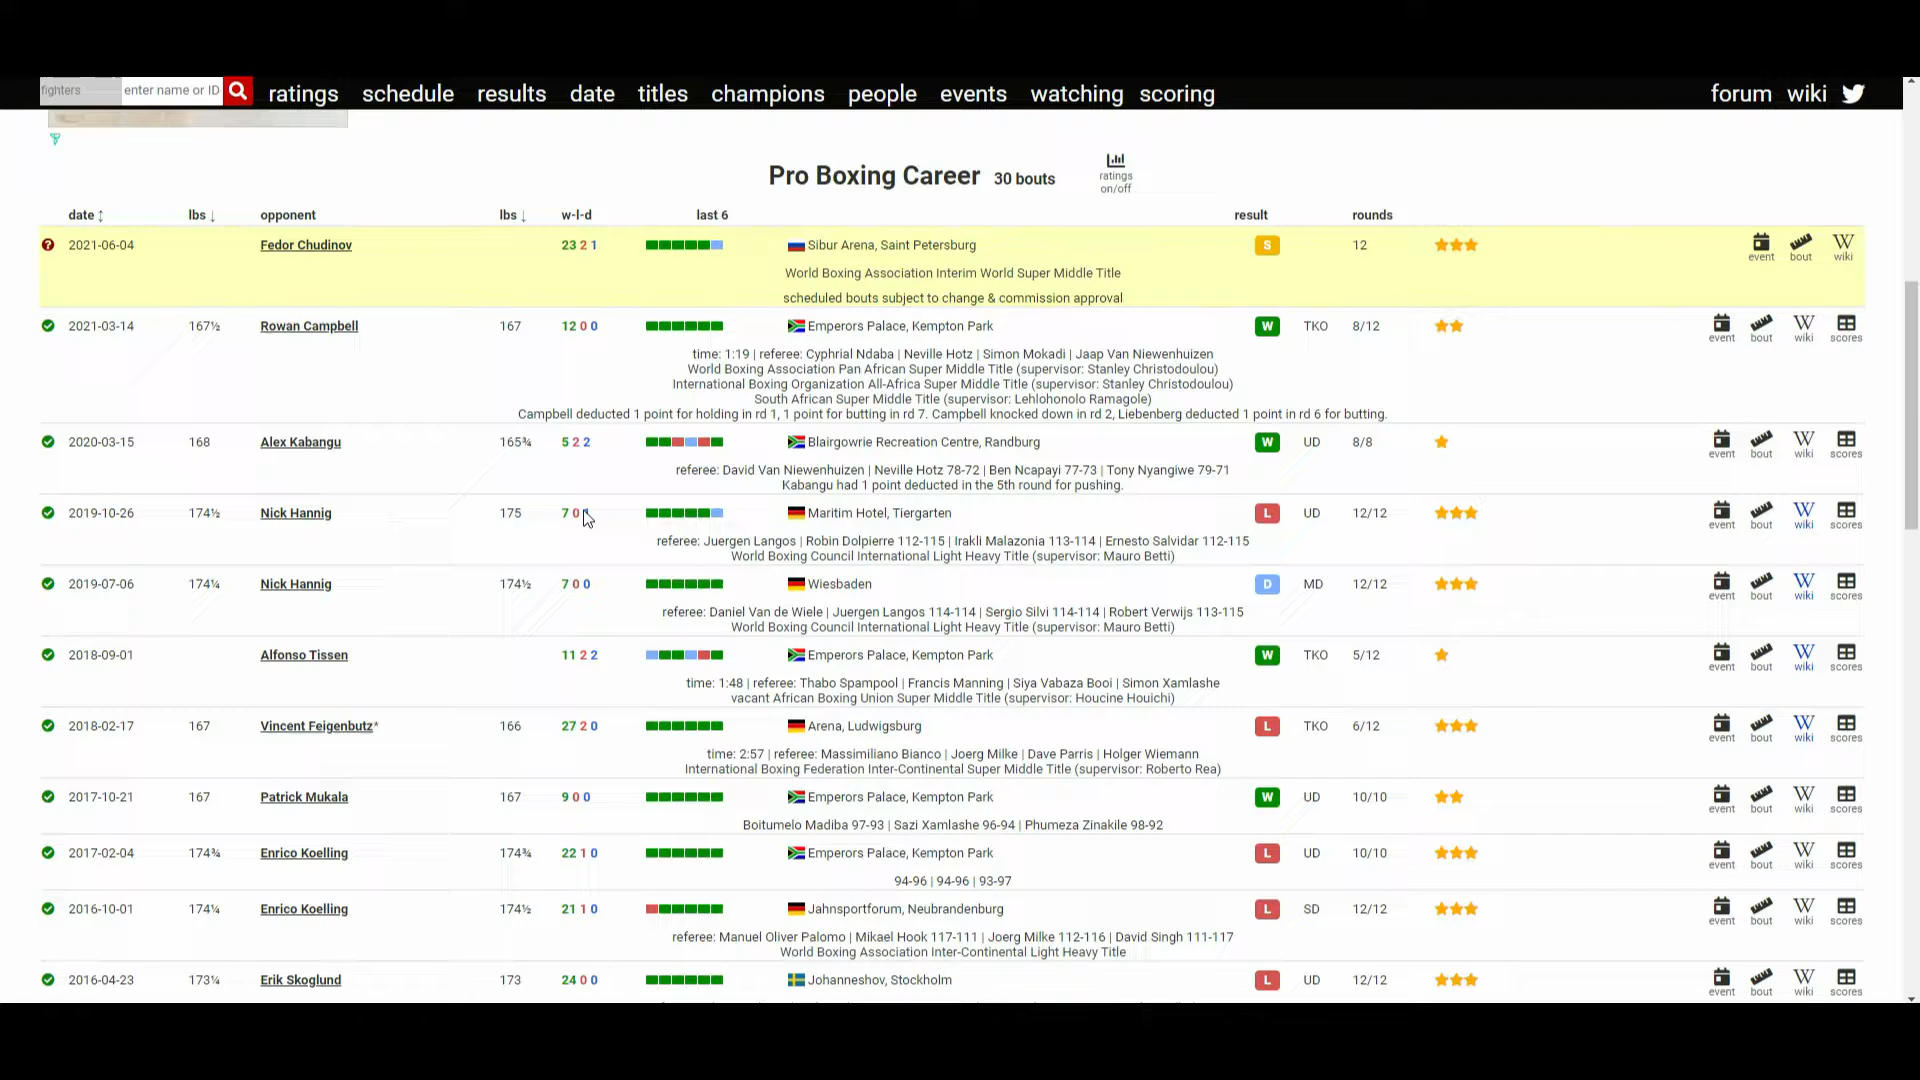 fighters enter name or ID ratings schedule results date titles champions people events watching scoring forum wiki
Pro Boxing Career 30 bouts ratings on/off
date lbs opponent lbs w-l-d last 6 result rounds
2021-06-04 Fedor Chudinov 23 2 1 Sibur Arena, Saint Petersburg S 12 event bout wiki
World Boxing Association Interim World Super Middle Title
scheduled bouts subject to change & commission approval
2021-03-14 167½ Rowan Campbell 167 12 0 0 Emperors Palace, Kempton Park W TKO 8/12 event bout wiki scores
time: 1:19 | referee: Cyphrial Ndaba | Neville Hotz | Simon Mokadi | Jaap Van Niewenhuizen
World Boxing Association Pan African Super Middle Title (supervisor: Stanley Christodoulou)
International Boxing Organization All-Africa Super Middle Title (supervisor: Stanley Christodoulou)
South African Super Middle Title (supervisor: Lehlohonolo Ramagole)
Campbell deducted 1 point for holding in rd 1, 1 point for butting in rd 7. Campbell knocked down in rd 2, Liebenberg deducted 1 point in rd 6 for butting.
2020-03-15 168 Alex Kabangu 165¾ 5 2 2 Blairgowrie Recreation Centre, Randburg W UD 8/8 event bout wiki scores
referee: David Van Niewenhuizen | Neville Hotz 78-72 | Ben Ncapayi 77-73 | Tony Nyangiwe 79-71
Kabangu had 1 point deducted in the 5th round for pushing.
2019-10-26 174½ Nick Hannig 175 7 0 Maritim Hotel, Tiergarten L UD 12/12 event bout wiki scores
referee: Juergen Langos | Robin Dolpierre 112-115 | Irakli Malazonia 113-114 | Ernesto Salvidar 112-115
World Boxing Council International Light Heavy Title (supervisor: Mauro Betti)
2019-07-06 174¼ Nick Hannig 174½ 7 0 0 Wiesbaden D MD 12/12 event bout wiki scores
referee: Daniel Van de Wiele | Juergen Langos 114-114 | Sergio Silvi 114-114 | Robert Verwijs 113-115
World Boxing Council International Light Heavy Title (supervisor: Mauro Betti)
2018-09-01 Alfonso Tissen 11 2 2 Emperors Palace, Kempton Park W TKO 5/12 event bout wiki scores
time: 1:48 | referee: Thabo Spampool | Francis Manning | Siya Vabaza Booi | Simon Xamlashe
vacant African Boxing Union Super Middle Title (supervisor: Houcine Houichi)
2018-02-17 167 Vincent Feigenbutz* 166 27 2 0 Arena, Ludwigsburg L TKO 6/12 event bout wiki scores
time: 2:57 | referee: Massimiliano Bianco | Joerg Milke | Dave Parris | Holger Wiemann
International Boxing Federation Inter-Continental Super Middle Title (supervisor: Roberto Rea)
2017-10-21 167 Patrick Mukala 167 9 0 0 Emperors Palace, Kempton Park W UD 10/10 event bout wiki scores
Boitumelo Madiba 97-93 | Sazi Xamlashe 96-94 | Phumeza Zinakile 98-92
2017-02-04 174¾ Enrico Koelling 174¾ 22 1 0 Emperors Palace, Kempton Park L UD 10/10 event bout wiki scores
94-96 | 94-96 | 93-97
2016-10-01 174¼ Enrico Koelling 174½ 21 1 0 Jahnsportforum, Neubrandenburg L SD 12/12 event bout wiki scores
referee: Manuel Oliver Palomo | Mikael Hook 117-111 | Joerg Milke 112-116 | David Singh 111-117
World Boxing Association Inter-Continental Light Heavy Title
2016-04-23 173¼ Erik Skoglund 173 24 0 0 Johanneshov, Stockholm L UD 12/12 event bout wiki scores